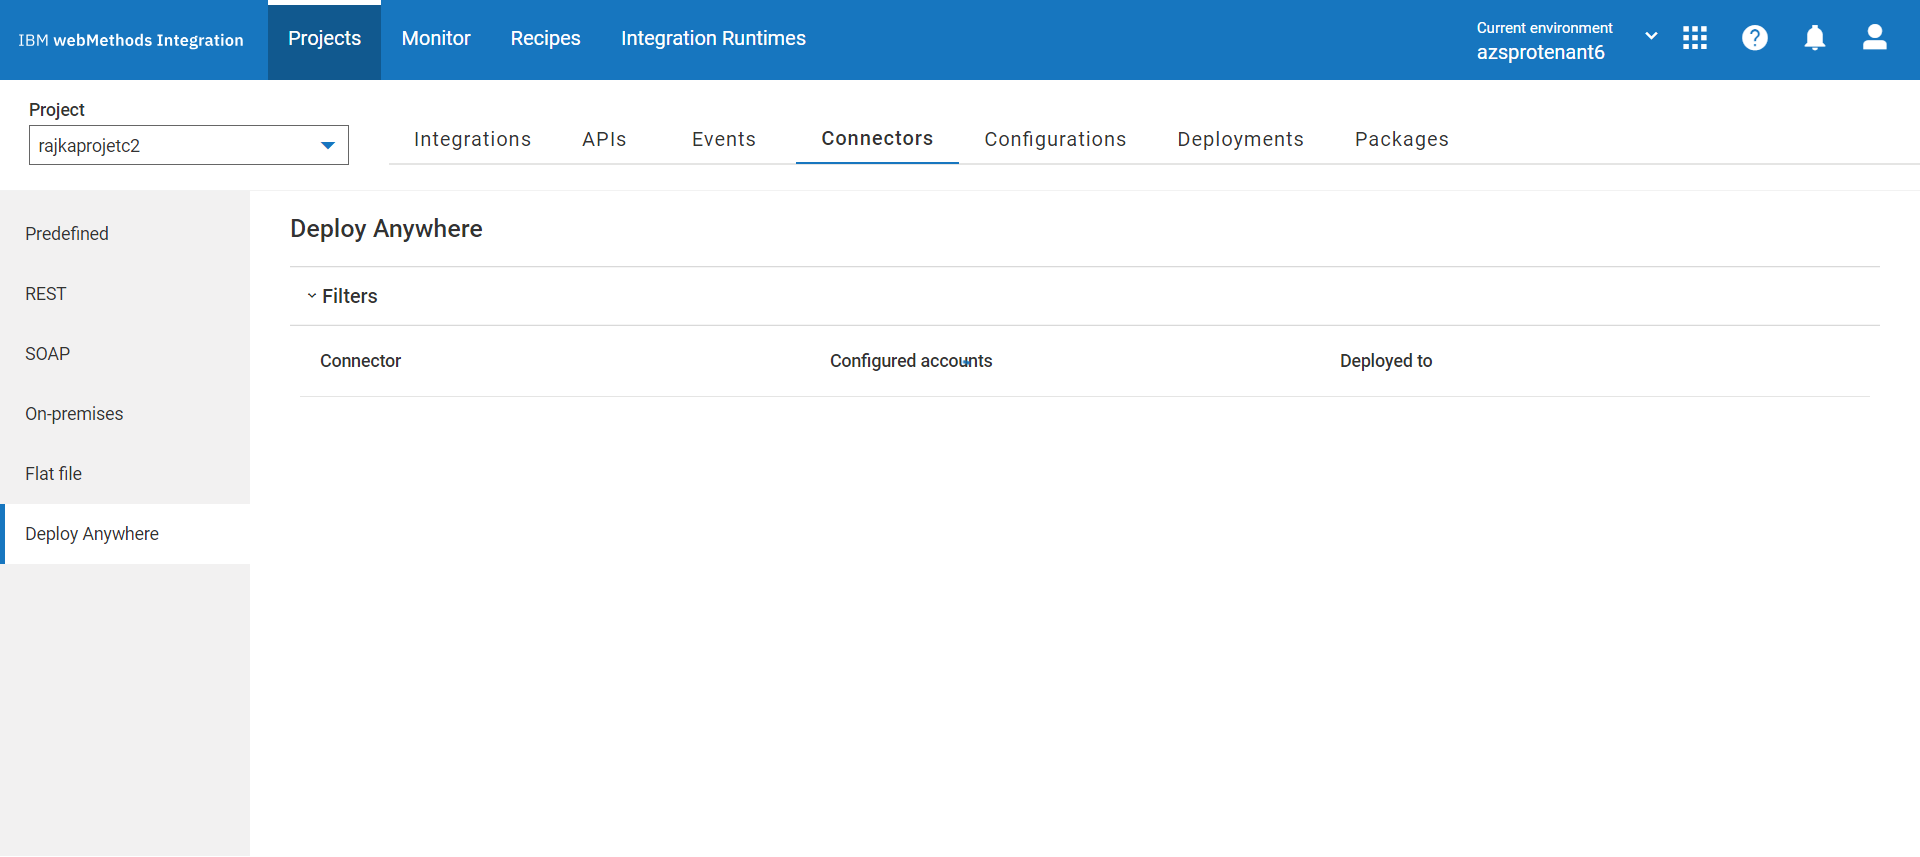 IBM webMethods Integration
Projects
Monitor
Recipes
Integration Runtimes
Current environment
azsprotenant6
Project
rajkaprojetc2
Integrations
APIs
Events
Connectors
Configurations
Deployments
Packages
Predefined
REST
SOAP
On-premises
Flat file
Deploy Anywhere
Deploy Anywhere
Filters
Connector
Configured accounts
Deployed to